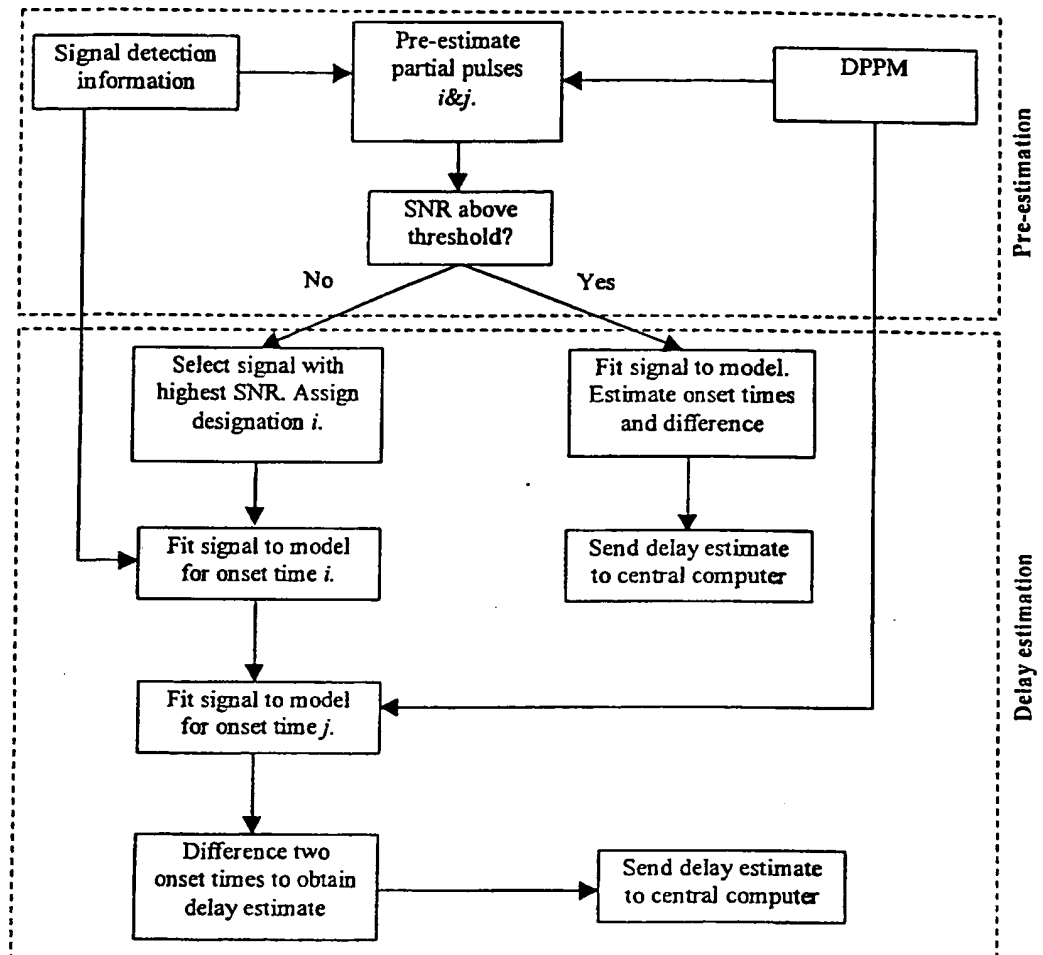 Signal detection
information
Pre-estimate
partial pulses
i&j.
DPPM
SNR above
threshold?
Pre-estimation
No
Yes
Select signal with
highest SNR. Assign
designation i.
Fit signal to model.
Estimate onset times
and difference
Fit signal to model
for onset time i.
Send delay estimate
to central computer
Delay estimation
Fit signal to model
for onset time j.
Difference two
onset times to obtain
delay estimate
Send delay estimate
to central computer